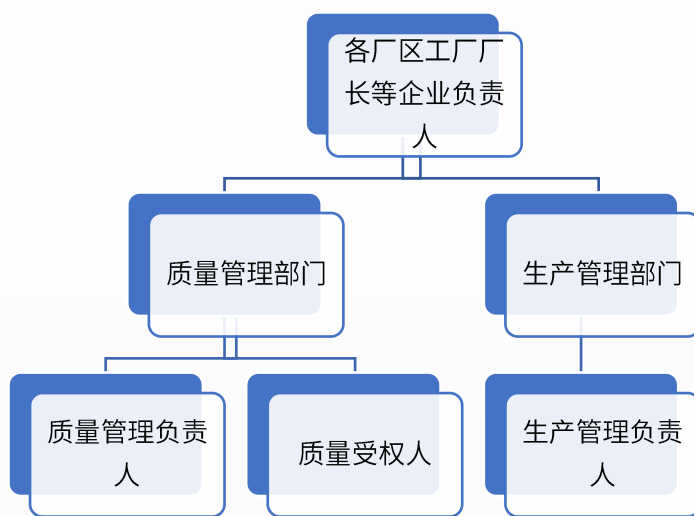 各厂区工厂厂
长等企业负责
人
质量管理部门
生产管理部门
质量管理负责
人
质量受权人
生产管理负责
人